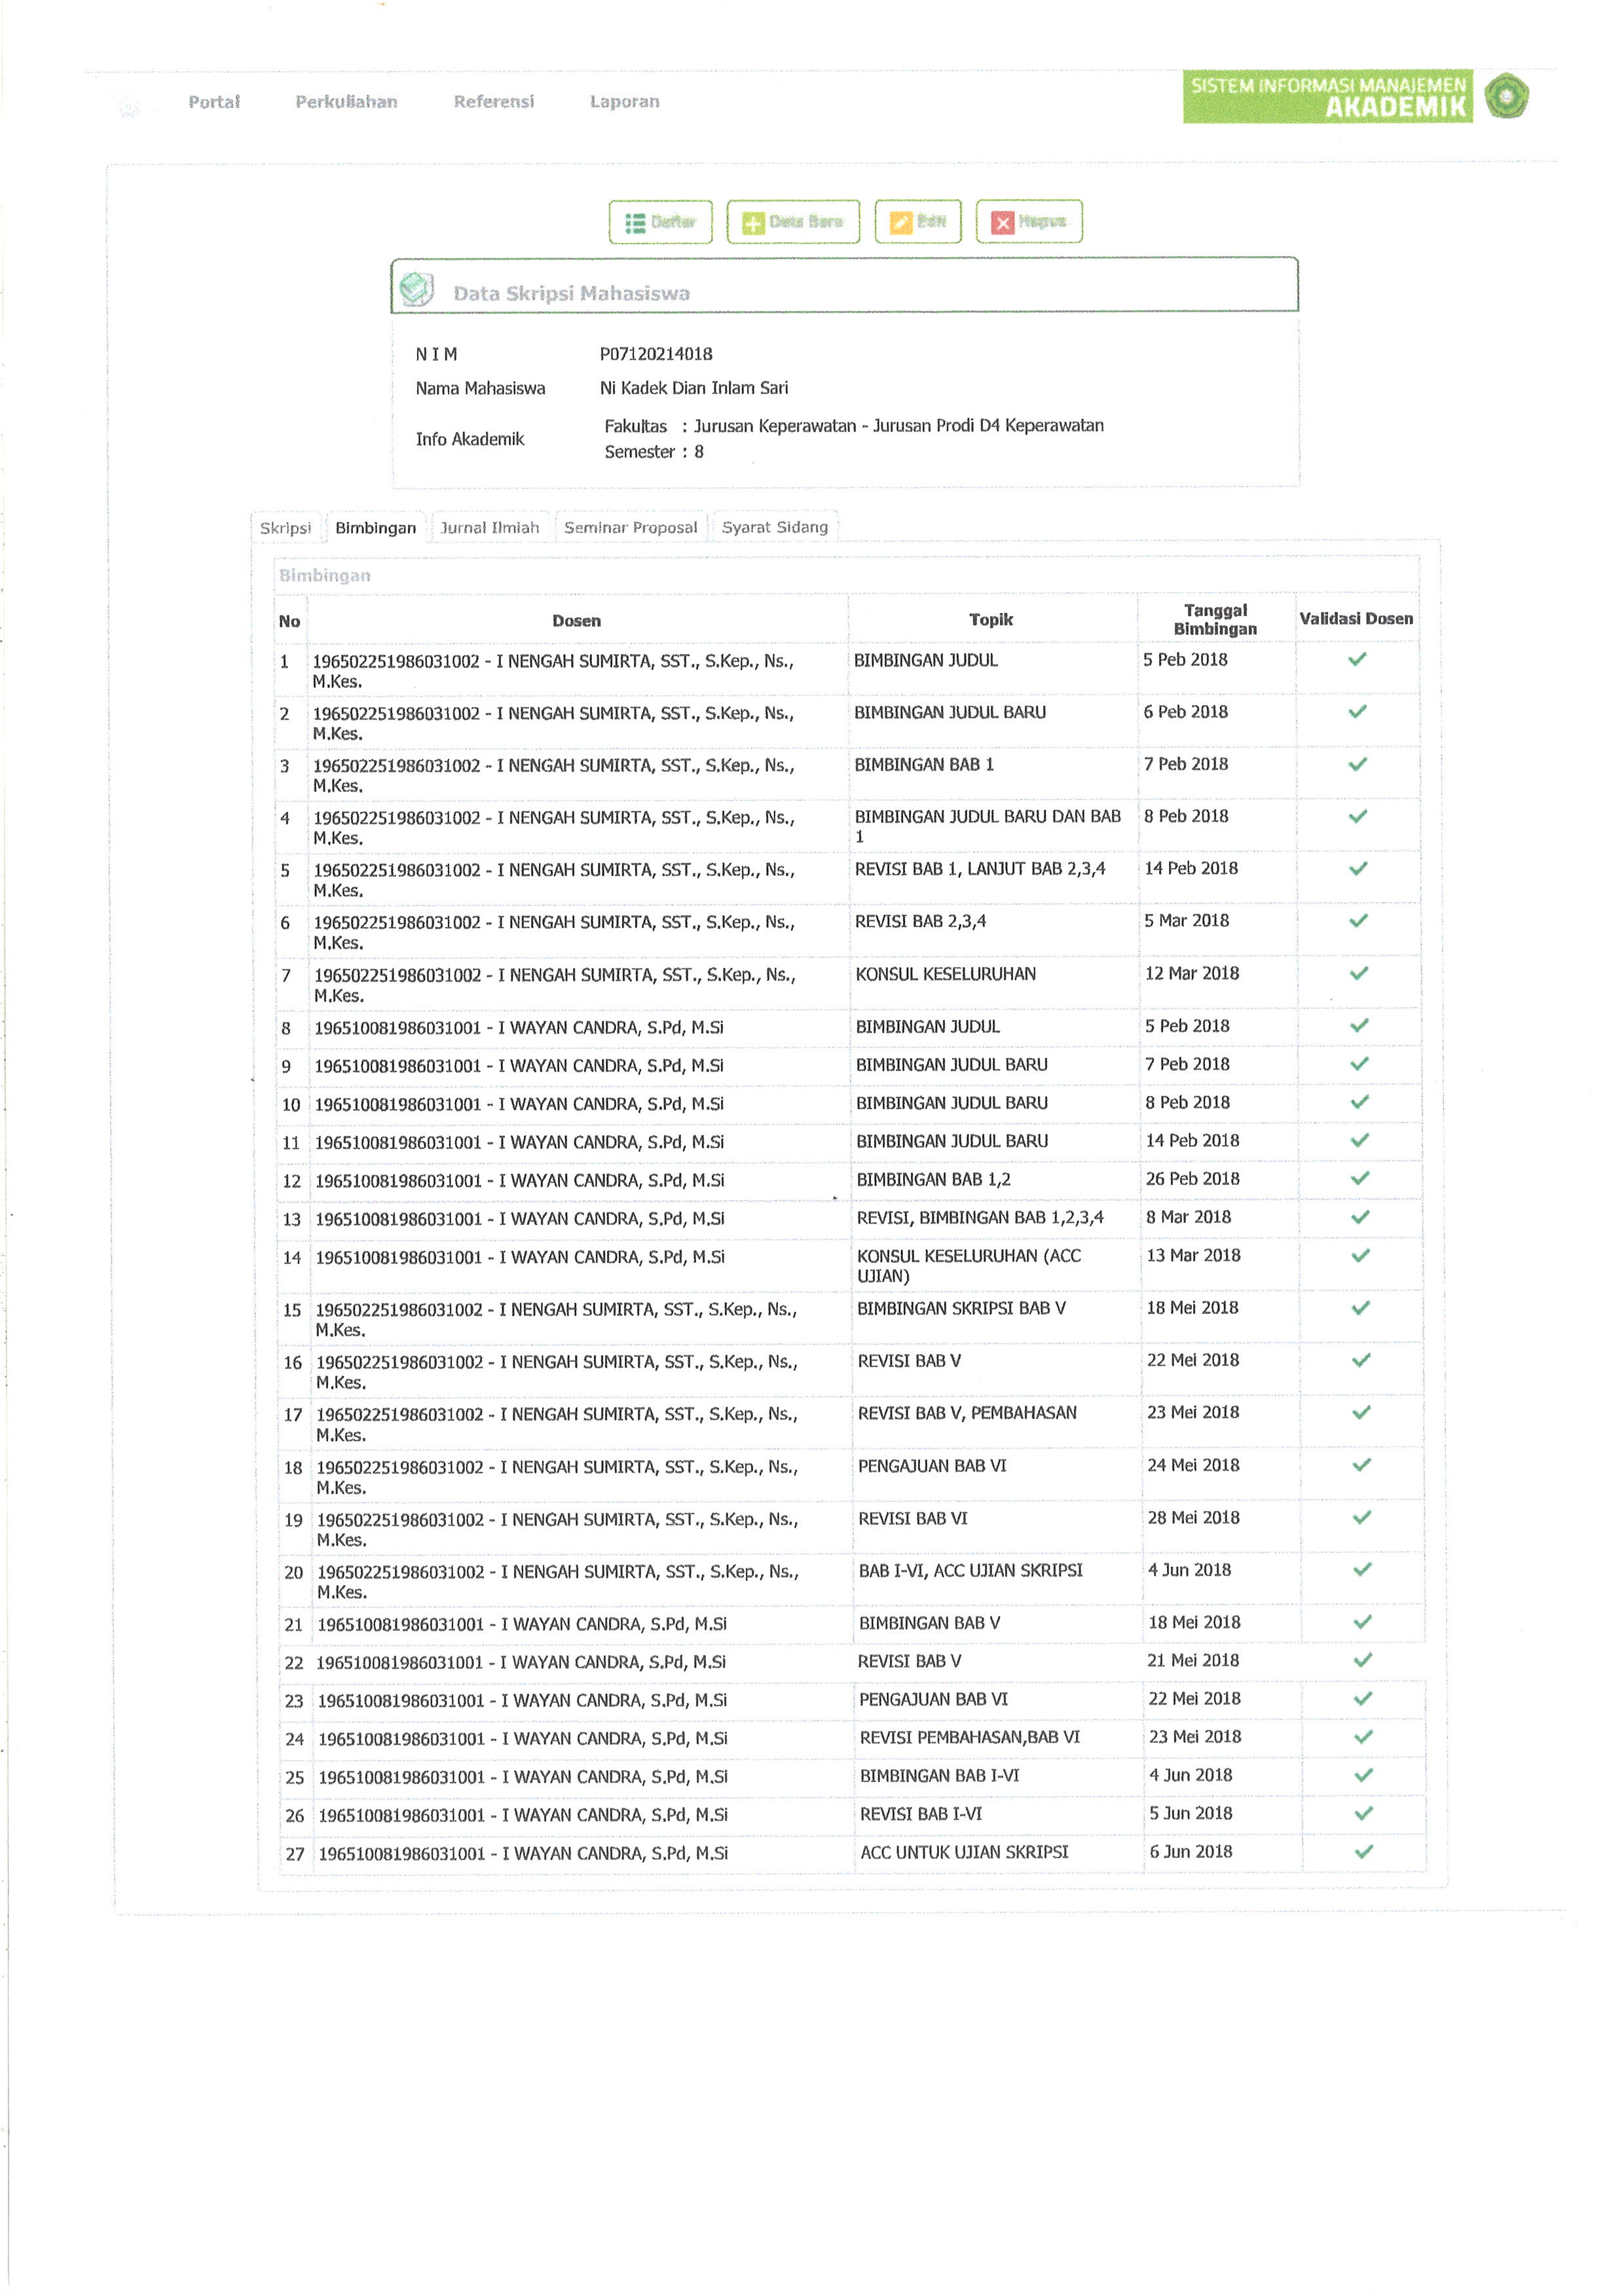 Portal Perkuliahan Referensi Laporan
SISTEM INFORMASI MANAJEMEN
AKADEMIK
Daftar Data Baru Edit Hapus
Data Skripsi Mahasiswa
N I M P07120214018
Nama Mahasiswa Ni Kadek Dian Inlam Sari
Info Akademik
Fakultas : Jurusan Keperawatan - Jurusan Prodi D4 Keperawatan
Semester : 8
Skripsi Bimbingan Jurnal Ilmiah Seminar Proposal Syarat Sidang
Bimbingan
No Dosen Topik Tanggal Bimbingan Validasi Dosen
1 196502251986031002 - I NENGAH SUMIRTA, SST., S.Kep., Ns., BIMBINGAN JUDUL 5 Peb 2018 ✓
M.Kes.
2 196502251986031002 - I NENGAH SUMIRTA, SST., S.Kep., Ns., BIMBINGAN JUDUL BARU 6 Peb 2018 ✓
M.Kes.
3 196502251986031002 - I NENGAH SUMIRTA, SST., S.Kep., Ns., BIMBINGAN BAB 1 7 Peb 2018 ✓
M.Kes.
4 196502251986031002 - I NENGAH SUMIRTA, SST., S.Kep., Ns., BIMBINGAN JUDUL BARU DAN BAB 8 Peb 2018 ✓
M.Kes. 1
5 196502251986031002 - I NENGAH SUMIRTA, SST., S.Kep., Ns., REVISI BAB 1, LANJUT BAB 2,3,4 14 Peb 2018 ✓
M.Kes.
6 196502251986031002 - I NENGAH SUMIRTA, SST., S.Kep., Ns., REVISI BAB 2,3,4 5 Mar 2018 ✓
M.Kes.
7 196502251986031002 - I NENGAH SUMIRTA, SST., S.Kep., Ns., KONSUL KESELURUHAN 12 Mar 2018 ✓
M.Kes.
8 196510081986031001 - I WAYAN CANDRA, S.Pd, M.Si BIMBINGAN JUDUL 5 Peb 2018 ✓
9 196510081986031001 - I WAYAN CANDRA, S.Pd, M.Si BIMBINGAN JUDUL BARU 7 Peb 2018 ✓
10 196510081986031001 - I WAYAN CANDRA, S.Pd, M.Si BIMBINGAN JUDUL BARU 8 Peb 2018 ✓
11 196510081986031001 - I WAYAN CANDRA, S.Pd, M.Si BIMBINGAN JUDUL BARU 14 Peb 2018 ✓
12 196510081986031001 - I WAYAN CANDRA, S.Pd, M.Si BIMBINGAN BAB 1,2 26 Peb 2018 ✓
13 196510081986031001 - I WAYAN CANDRA, S.Pd, M.Si REVISI, BIMBINGAN BAB 1,2,3,4 8 Mar 2018 ✓
14 196510081986031001 - I WAYAN CANDRA, S.Pd, M.Si KONSUL KESELURUHAN (ACC 13 Mar 2018 ✓
UJIAN)
15 196502251986031002 - I NENGAH SUMIRTA, SST., S.Kep., Ns., BIMBINGAN SKRIPSI BAB V 18 Mei 2018 ✓
M.Kes.
16 196502251986031002 - I NENGAH SUMIRTA, SST., S.Kep., Ns., REVISI BAB V 22 Mei 2018 ✓
M.Kes.
17 196502251986031002 - I NENGAH SUMIRTA, SST., S.Kep., Ns., REVISI BAB V, PEMBAHASAN 23 Mei 2018 ✓
M.Kes.
18 196502251986031002 - I NENGAH SUMIRTA, SST., S.Kep., Ns., PENGAJUAN BAB VI 24 Mei 2018 ✓
M.Kes.
19 196502251986031002 - I NENGAH SUMIRTA, SST., S.Kep., Ns., REVISI BAB VI 28 Mei 2018 ✓
M.Kes.
20 196502251986031002 - I NENGAH SUMIRTA, SST., S.Kep., Ns., BAB I-VI, ACC UJIAN SKRIPSI 4 Jun 2018 ✓
M.Kes.
21 196510081986031001 - I WAYAN CANDRA, S.Pd, M.Si BIMBINGAN BAB V 18 Mei 2018 ✓
22 196510081986031001 - I WAYAN CANDRA, S.Pd, M.Si REVISI BAB V 21 Mei 2018 ✓
23 196510081986031001 - I WAYAN CANDRA, S.Pd, M.Si PENGAJUAN BAB VI 22 Mei 2018 ✓
24 196510081986031001 - I WAYAN CANDRA, S.Pd, M.Si REVISI PEMBAHASAN,BAB VI 23 Mei 2018 ✓
25 196510081986031001 - I WAYAN CANDRA, S.Pd, M.Si BIMBINGAN BAB I-VI 4 Jun 2018 ✓
26 196510081986031001 - I WAYAN CANDRA, S.Pd, M.Si REVISI BAB I-VI 5 Jun 2018 ✓
27 196510081986031001 - I WAYAN CANDRA, S.Pd, M.Si ACC UNTUK UJIAN SKRIPSI 6 Jun 2018 ✓